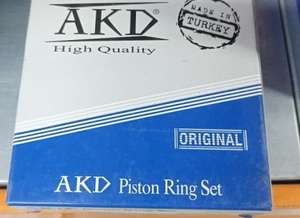 AKD®
High Quality
MADE IN
TURKEY
ORIGINAL
AKD Piston Ring Set